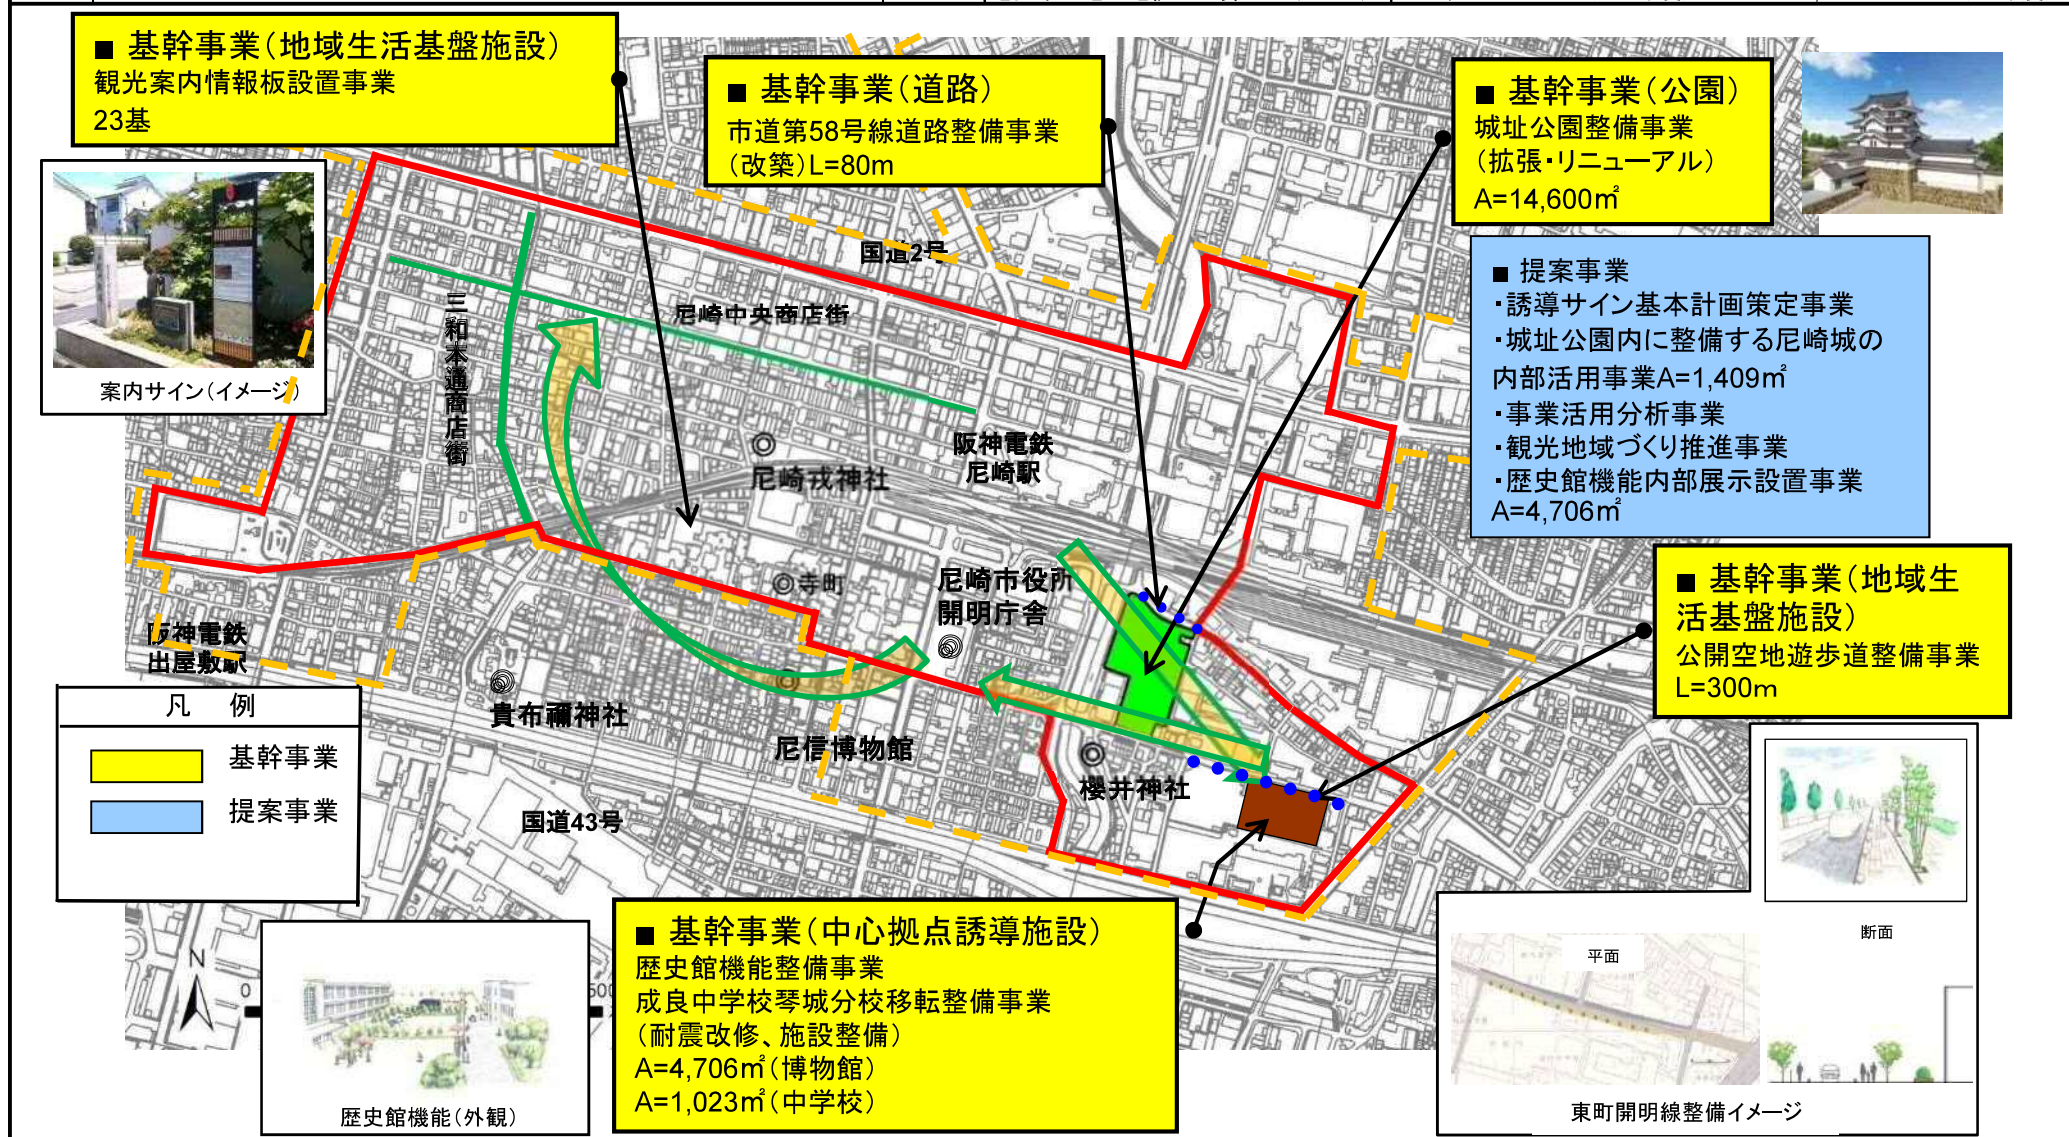 ■ 基幹事業(地域生活基盤施設)
観光案内情報板設置事業
23基
■ 基幹事業(道路)
市道第58号線道路整備事業
(改築)L=80m
■ 基幹事業(公園)
城址公園整備事業
(拡張・リニューアル)
A=14,600㎡
案内サイン(イメージ)
■ 提案事業
・誘導サイン基本計画策定事業
・城址公園内に整備する尼崎城の
内部活用事業A=1,409㎡
・事業活用分析事業
・観光地域づくり推進事業
・歴史館機能内部展示設置事業
A=4,706㎡
国道2号
尼崎中央商店街
三和本通商店街
阪神電鉄
尼崎駅
尼崎戎神社
寺町
尼崎市役所
開明庁舎
阪神電鉄
出屋敷駅
貴布禰神社
尼信博物館
櫻井神社
国道43号
■ 基幹事業(地域生
活基盤施設)
公開空地遊歩道整備事業
L=300m
凡 例
基幹事業
提案事業
N
0
500
歴史館機能(外観)
■ 基幹事業(中心拠点誘導施設)
歴史館機能整備事業
成良中学校琴城分校移転整備事業
(耐震改修、施設整備)
A=4,706㎡(博物館)
A=1,023㎡(中学校)
断面
平面
東町開明線整備イメージ